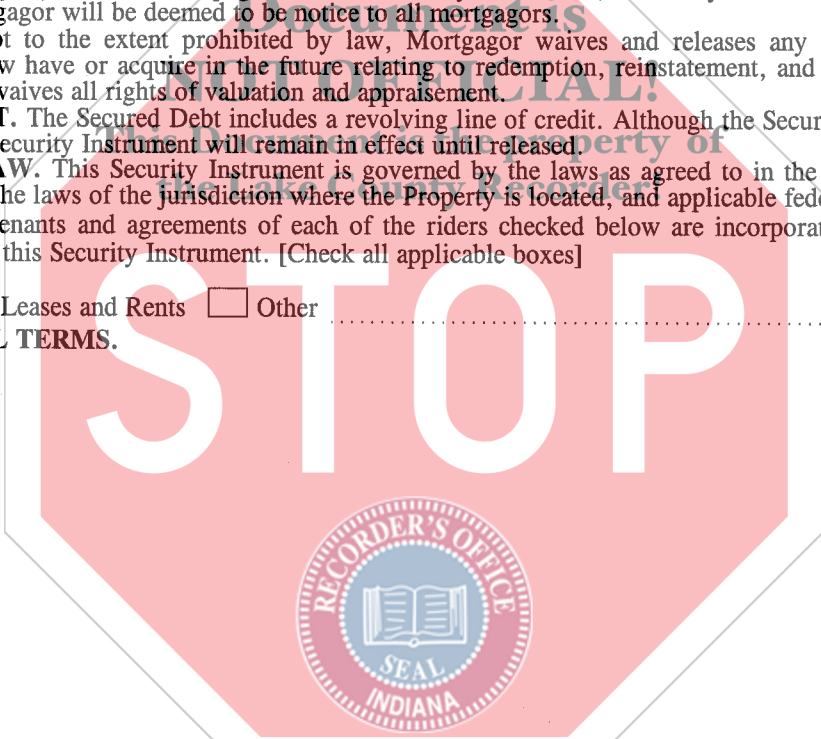 gagor will be deemed to be notice to all mortgagors.
Document is
t to the extent prohibited by law, Mortgagor waives and releases any
w have or acquire in the future relating to redemption, reinstatement, and
NOT OFFICIAL!
vaives all rights of valuation and appraisement.
T. The Secured Debt includes a revolving line of credit. Although the Secur
This Document is the property of
ecurity Instrument will remain in effect until released.
AW. This Security Instrument is governed by the laws as agreed to in the
the Lake County Recorder!
he laws of the jurisdiction where the Property is located, and applicable fed
enants and agreements of each of the riders checked below are incorporat
this Security Instrument. [Check all applicable boxes]
Leases and Rents Other
L TERMS.
STOP
RECORDER'S OFFICE
SEAL
INDIANA